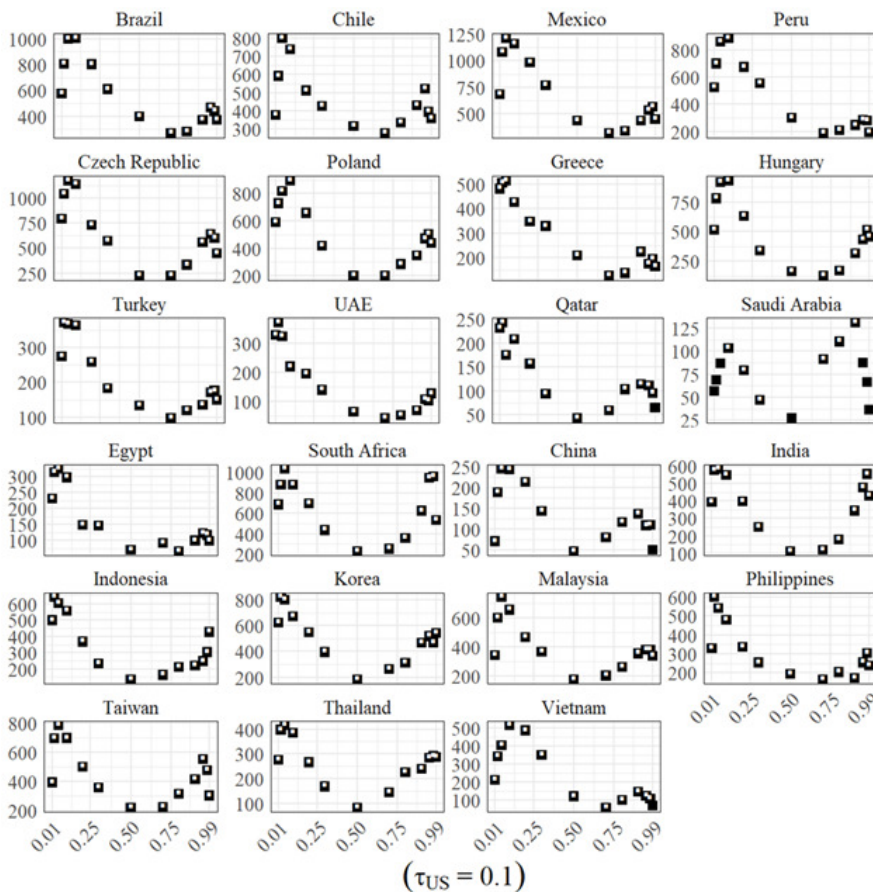 Brazil Chile Mexico Peru
1000 800 1250 800
800 700 1000 600
600 600 750 400
400 500 500 200
400
300
Czech Republic Poland Greece Hungary
1000 800 500 750
750 600 400 500
500 400 300 250
250 200 200
Turkey UAE Qatar Saudi Arabia
300 300 250 125
200 200 200 100
100 100 150 75
100 50
50 25
Egypt South Africa China India
300 1000 250 600
250 800 200 500
200 600 150 400
150 400 100 300
100 200 50 200
100
Indonesia Korea Malaysia Philippines
600 800 600 600
500 600 400 500
400 400 200 400
300 200 300
200 200
0.01 0.25 0.50 0.75 0.99
Taiwan Thailand Vietnam
800 400 500
600 300 400
400 200 300
200 100 200
100
0.01 0.25 0.50 0.75 0.99 0.01 0.25 0.50 0.75 0.99 0.01 0.25 0.50 0.75 0.99
(τUS = 0.1)